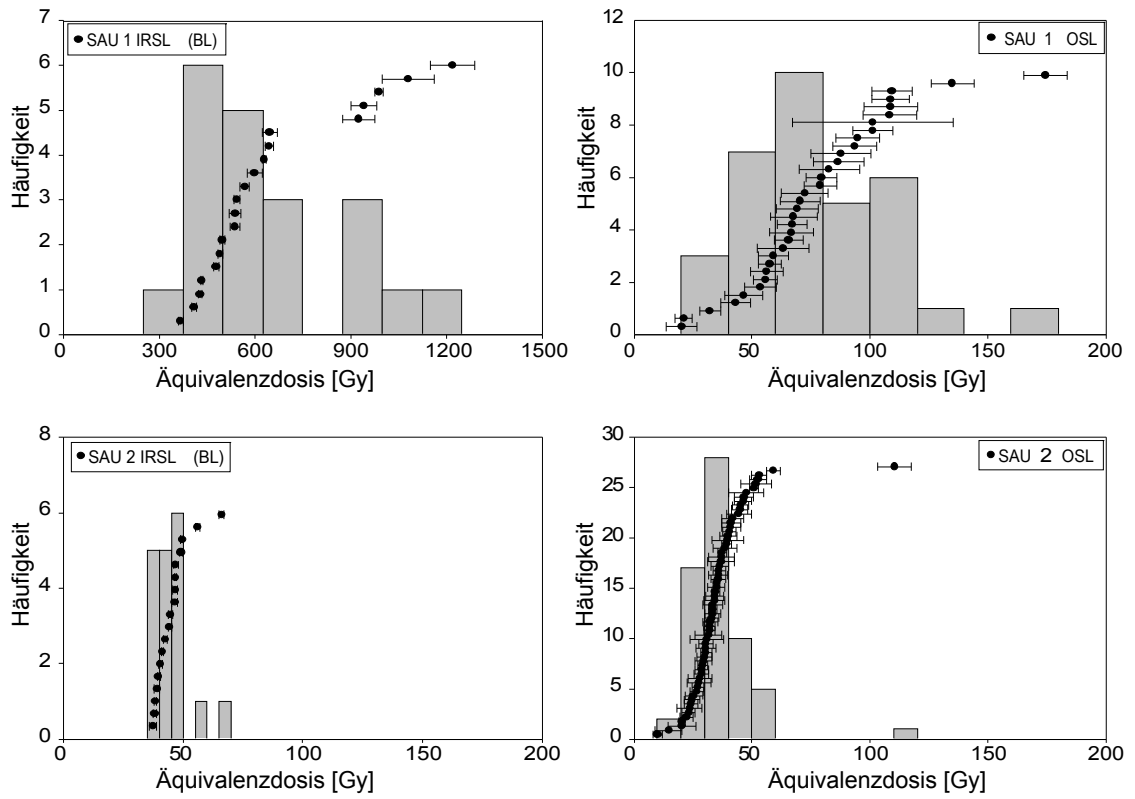 SAU 1 IRSL (BL)
Häufigkeit
7
6
5
4
3
2
1
0
0 300 600 900 1200 1500
Äquivalenzdosis [Gy]
SAU 1 OSL
Häufigkeit
12
10
8
6
4
2
0
0 50 100 150 200
Äquivalenzdosis [Gy]
SAU 2 IRSL (BL)
Häufigkeit
8
6
4
2
0
0 50 100 150 200
Äquivalenzdosis [Gy]
SAU 2 OSL
Häufigkeit
30
25
20
15
10
5
0
0 50 100 150 200
Äquivalenzdosis [Gy]